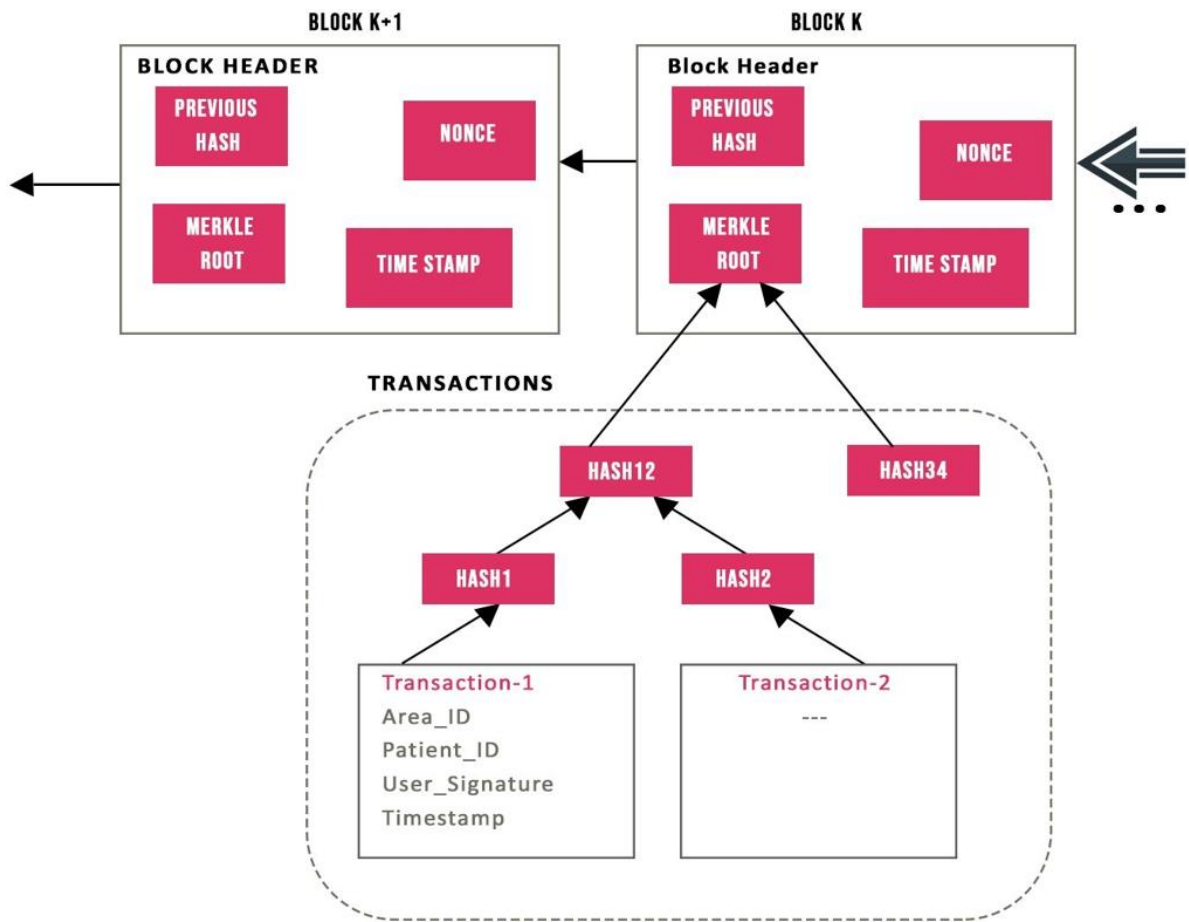 BLOCK K+1
BLOCK K
BLOCK HEADER
PREVIOUS
HASH
NONCE
MERKLE
ROOT
TIME STAMP
Block Header
PREVIOUS
HASH
NONCE
MERKLE
ROOT
TIME STAMP
...
TRANSACTIONS
HASH12
HASH34
HASH1
HASH2
Transaction-1
Area_ID
Patient_ID
User_Signature
Timestamp
Transaction-2
---